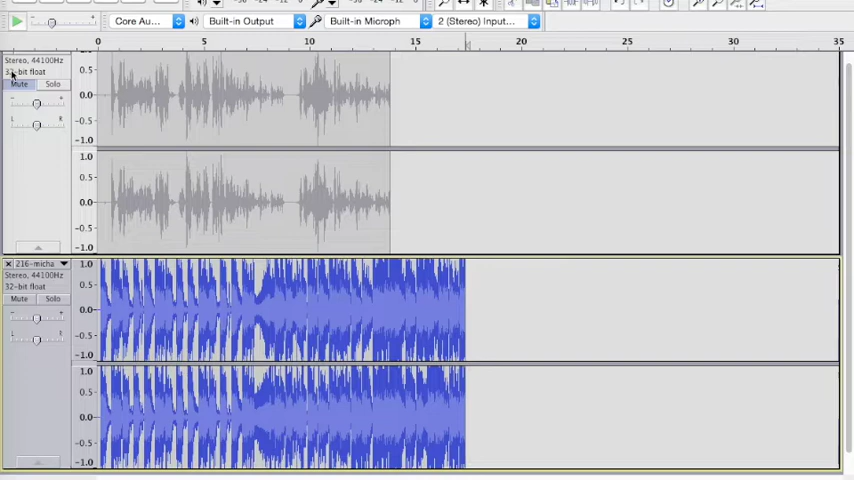 Core Au... Built-in Output Built-in Microph 2 (Stereo) Input...
0 5 10 15 20 25 30 35
Stereo, 44100Hz
32-bit float
Mute Solo
- +
L R
0.5
0.0
-0.5
-1.0
1.0
0.5
0.0
-0.5
-1.0
216-micha
Stereo, 44100Hz
32-bit float
Mute Solo
- +
L R
1.0
0.5
0.0
-0.5
-1.0
1.0
0.5
0.0
-0.5
-1.0